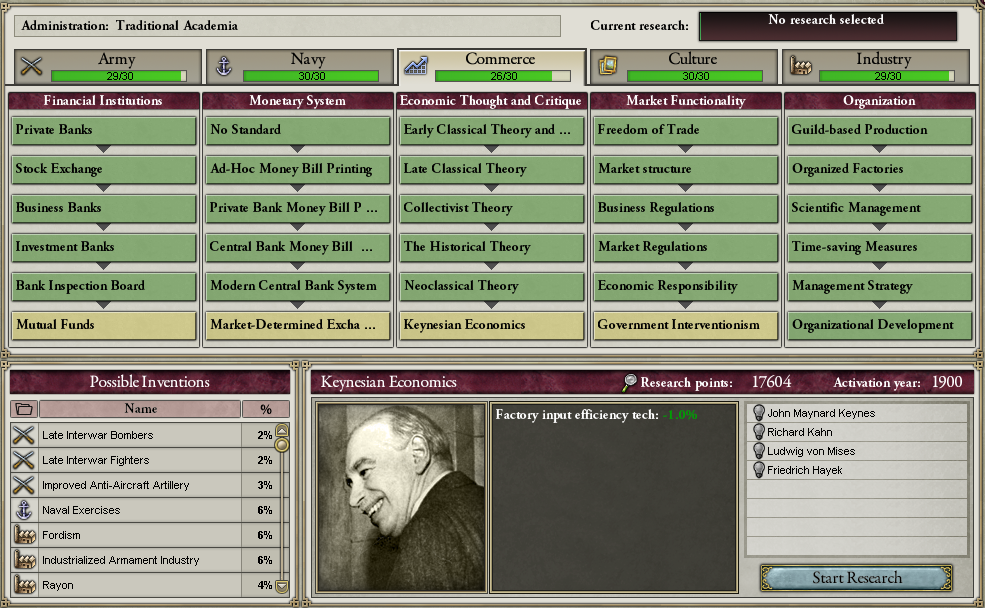 Administration: Traditional Academia
Current research:
No research selected
Army
29/30
Navy
30/30
Commerce
26/30
Culture
30/30
Industry
29/30
Financial Institutions
Monetary System
Economic Thought and Critique
Market Functionality
Organization
Private Banks
No Standard
Early Classical Theory and ...
Freedom of Trade
Guild-based Production
Stock Exchange
Ad-Hoc Money Bill Printing
Late Classical Theory
Market structure
Organized Factories
Business Banks
Private Bank Money Bill P ...
Collectivist Theory
Business Regulations
Scientific Management
Investment Banks
Central Bank Money Bill ...
The Historical Theory
Market Regulations
Time-saving Measures
Bank Inspection Board
Modern Central Bank System
Neoclassical Theory
Economic Responsibility
Management Strategy
Mutual Funds
Market-Determined Excha ...
Keynesian Economics
Government Interventionism
Organizational Development
Possible Inventions
Name
%
Late Interwar Bombers 2%
Late Interwar Fighters 2%
Improved Anti-Aircraft Artillery 3%
Naval Exercises 6%
Fordism 6%
Industrialized Armament Industry 6%
Rayon 4%
Keynesian Economics
Research points: 17604
Activation year: 1900
Factory input efficiency tech: -1.0%
John Maynard Keynes
Richard Kahn
Ludwig von Mises
Friedrich Hayek
Start Research